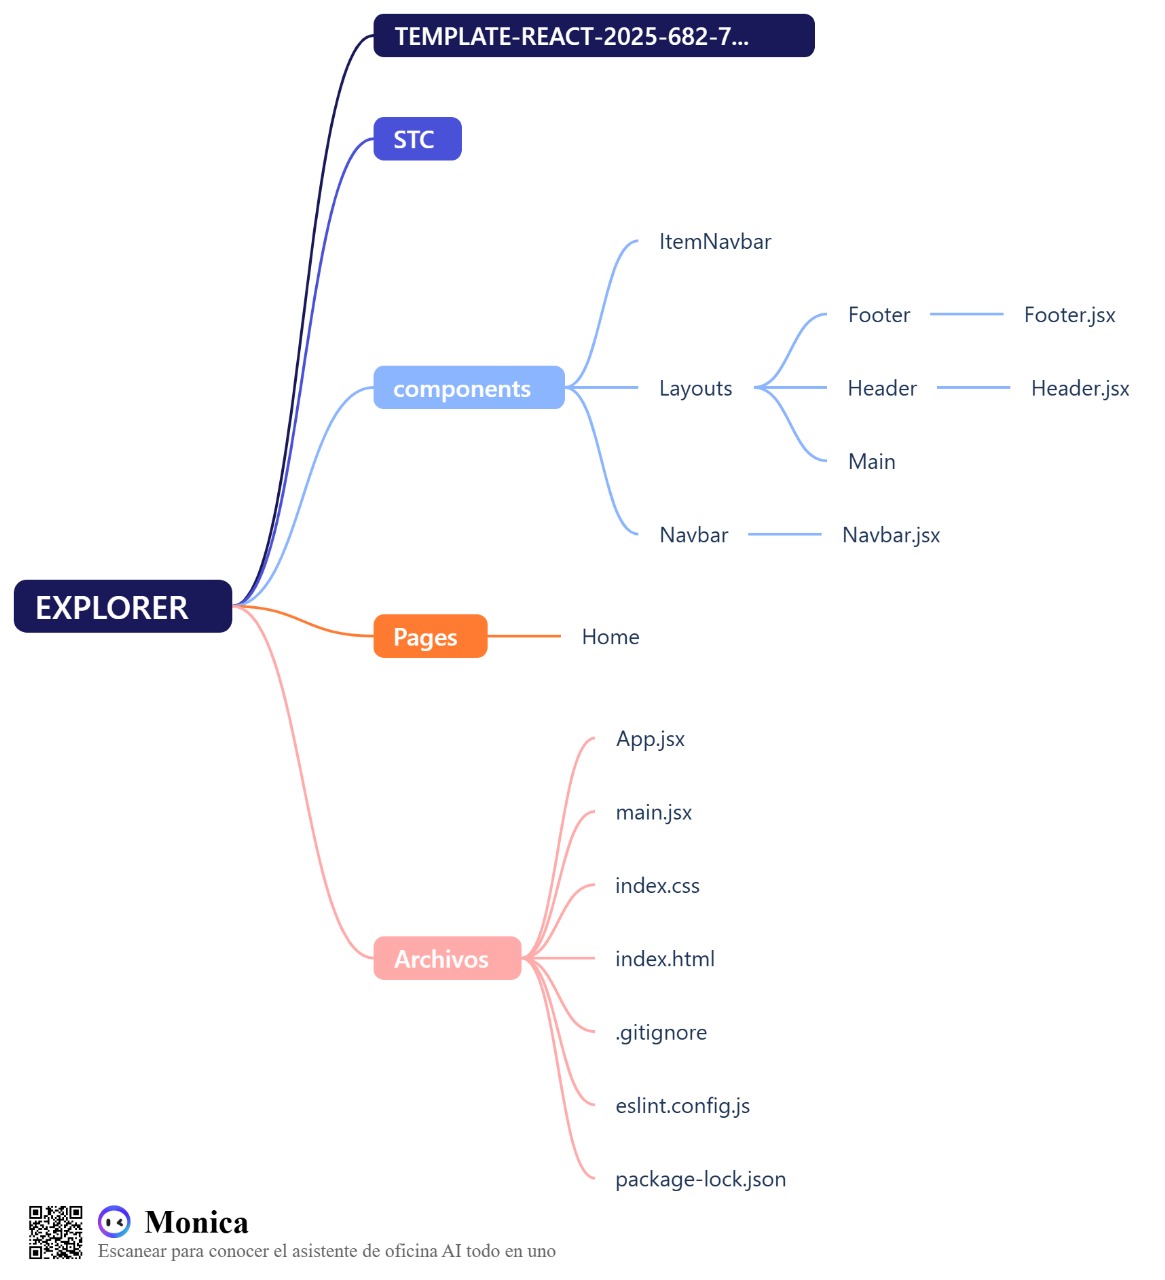 TEMPLATE-REACT-2025-682-7...
STC
ItemNavbar
Footer
Footer.jsx
components
Layouts
Header
Header.jsx
Main
Navbar
Navbar.jsx
EXPLORER
Pages
Home
App.jsx
main.jsx
index.css
Archivos
index.html
.gitignore
eslint.config.js
package-lock.json
Monica
Escanear para conocer el asistente de oficina AI todo en uno